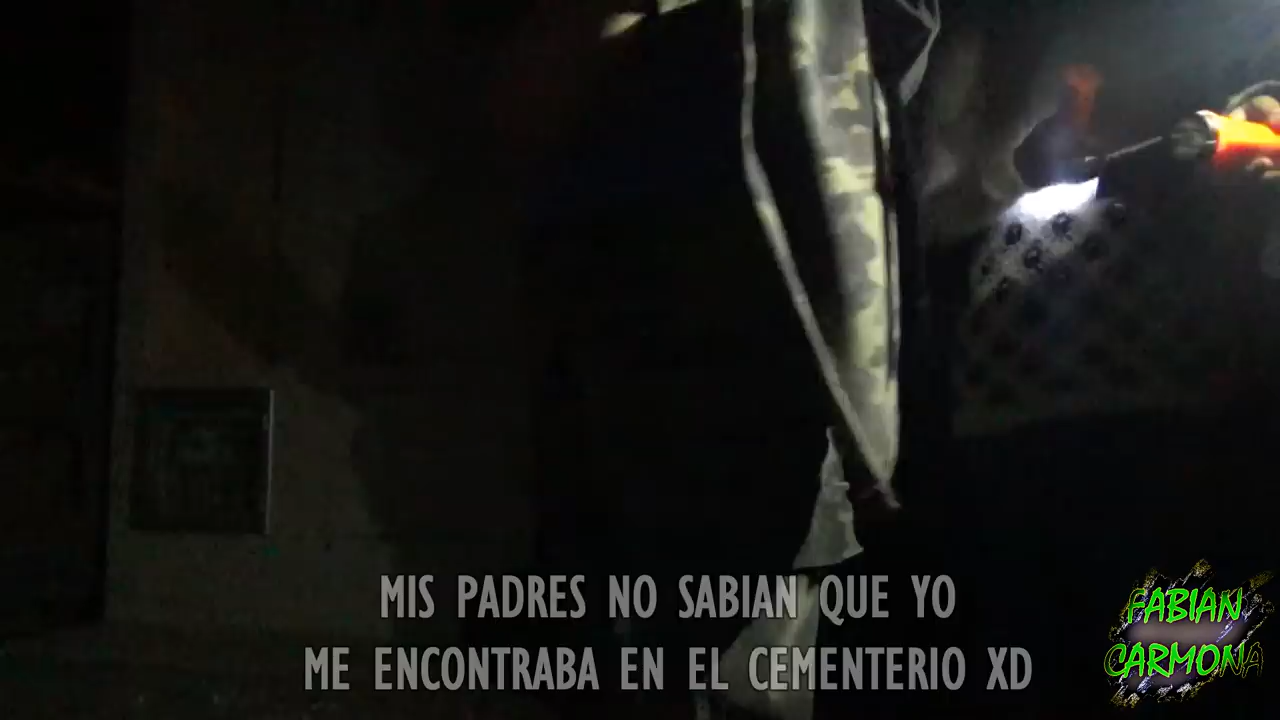 MIS PADRES NO SABIAN QUE YO
ME ENCONTRABA EN EL CEMENTERIO XD
FABIAN
CARMONA